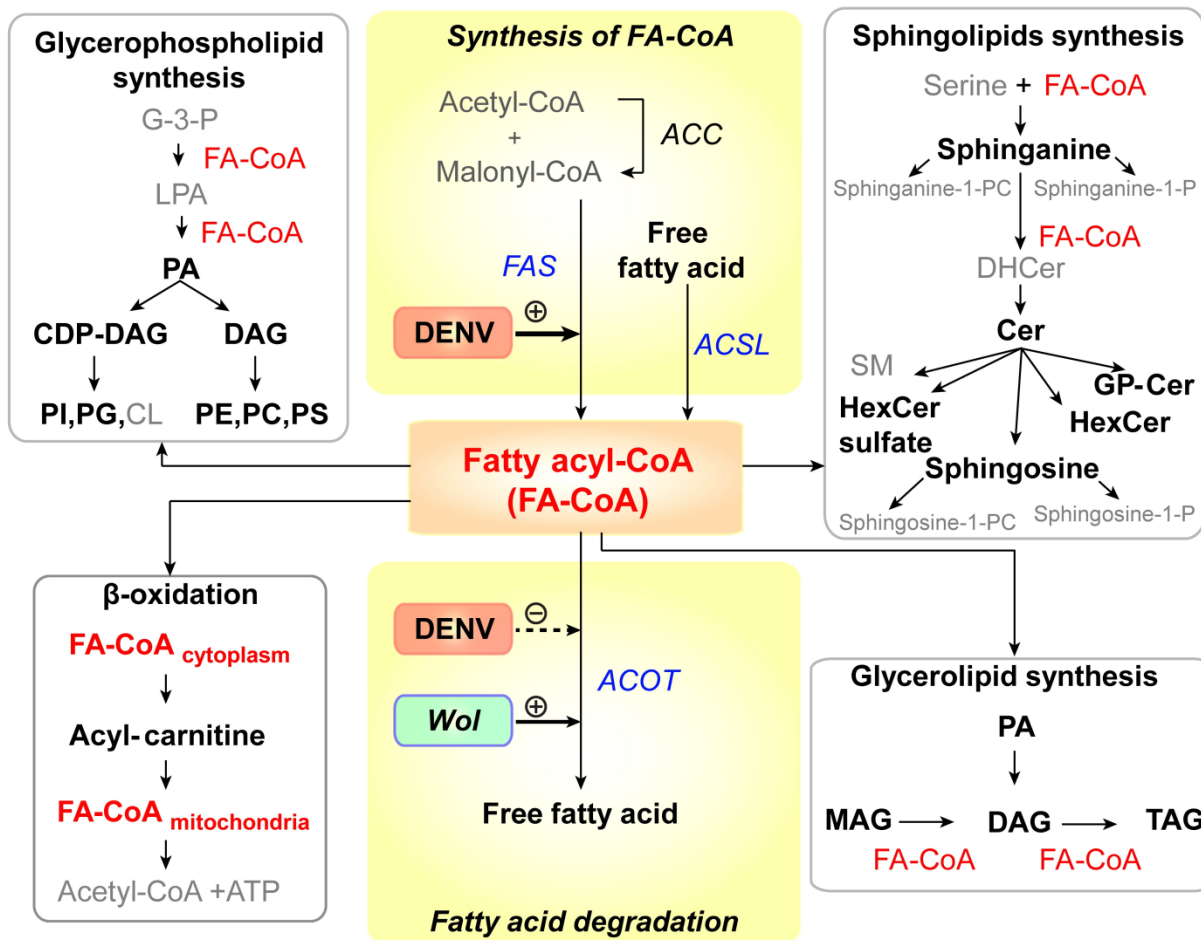 Glycerophospholipid
synthesis
G-3-P
FA-CoA
LPA
FA-CoA
PA
CDP-DAG DAG
PI,PG,CL PE,PC,PS
Synthesis of FA-CoA
Acetyl-CoA
+
Malonyl-CoA
ACC
Free
fatty acid
FAS
DENV
⊕
ACSL
Sphingolipids synthesis
Serine + FA-CoA
Sphinganine
Sphinganine-1-PC Sphinganine-1-P
FA-CoA
DHCer
Cer
SM
HexCer
sulfate
GP-Cer
HexCer
Sphingosine
Sphingosine-1-PC Sphingosine-1-P
Fatty acyl-CoA
(FA-CoA)
β-oxidation
FA-CoA cytoplasm
Acyl-carnitine
FA-CoA mitochondria
Acetyl-CoA +ATP
DENV
⊖
ACOT
Wol
⊕
Free fatty acid
Fatty acid degradation
Glycerolipid synthesis
PA
MAG DAG TAG
FA-CoA FA-CoA